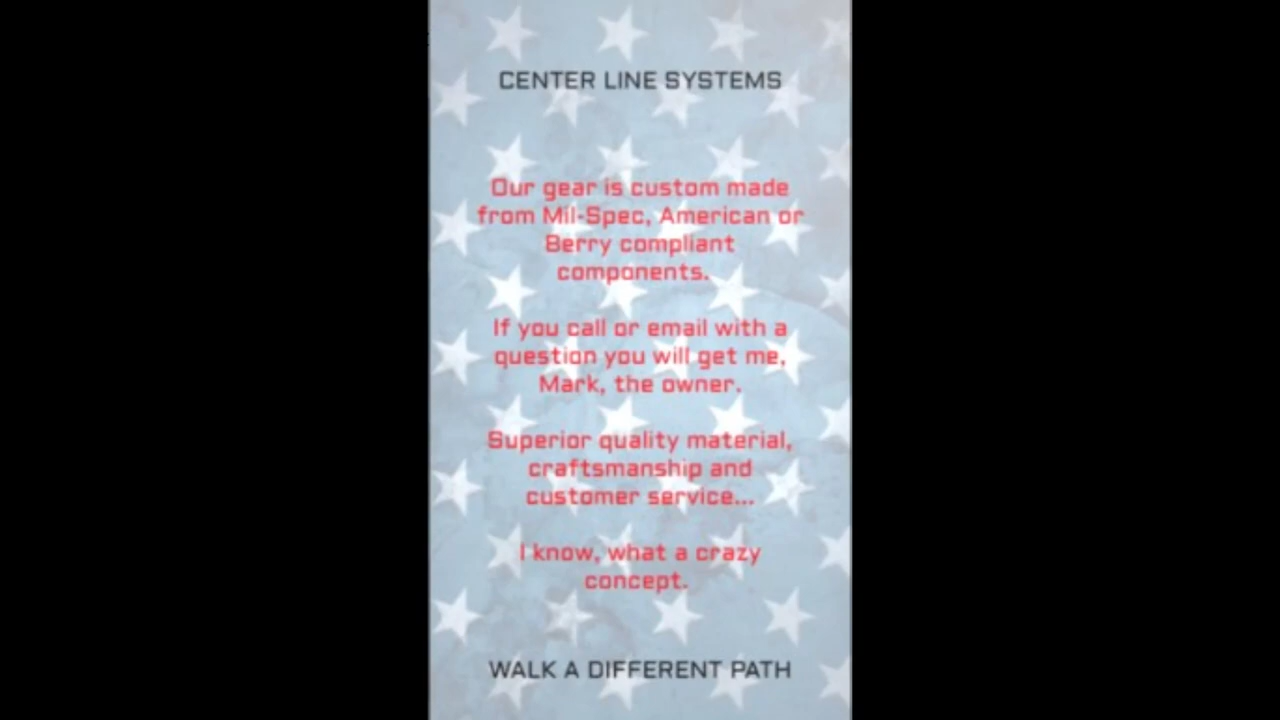 CENTER LINE SYSTEMS
Our gear is custom made
from Mil-Spec, American or
Berry compliant
components.
If you call or email with a
question you will get me,
Mark, the owner.
Superior quality material,
craftsmanship and
customer service...
I know, what a crazy
concept.
WALK A DIFFERENT PATH